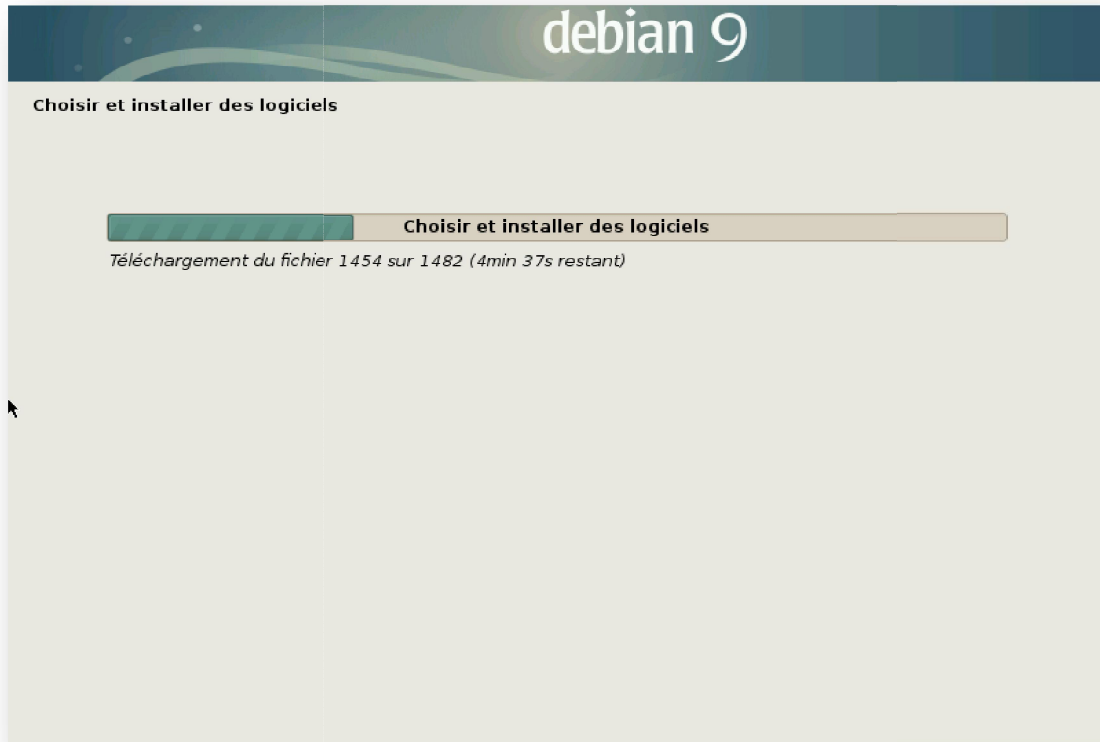 debian 9
Choisir et installer des logiciels
Choisir et installer des logiciels
Téléchargement du fichier 1454 sur 1482 (4min 37s restant)